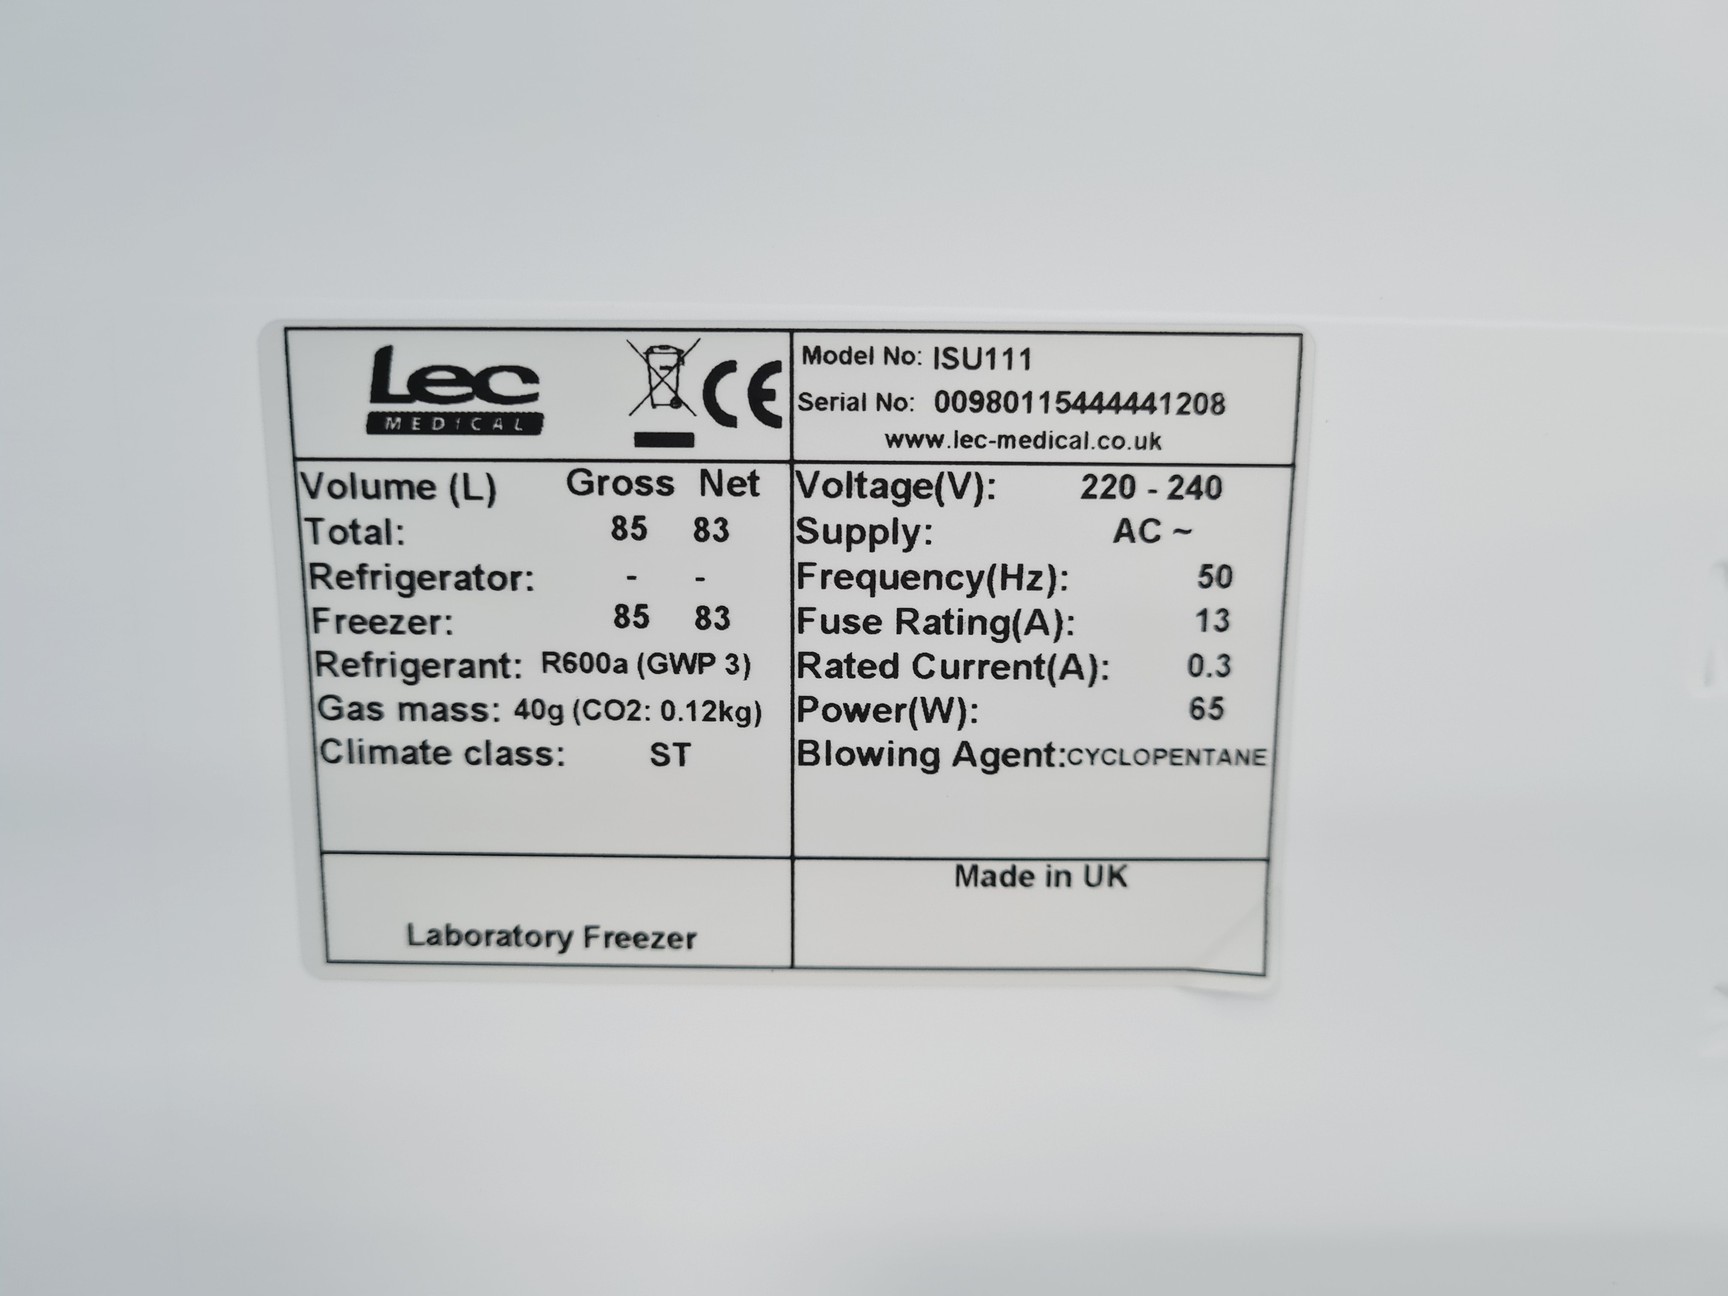 Lec
MEDICAL
CE
Model No: ISU111
Serial No: 00980115444441208
www.lec-medical.co.uk
Volume (L) Gross Net
Total: 85 83
Refrigerator: - -
Freezer: 85 83
Refrigerant: R600a (GWP 3)
Gas mass: 40g (CO2: 0.12kg)
Climate class: ST
Voltage(V): 220 - 240
Supply: AC ~
Frequency(Hz): 50
Fuse Rating(A): 13
Rated Current(A): 0.3
Power(W): 65
Blowing Agent:CYCLOPENTANE
Laboratory Freezer
Made in UK